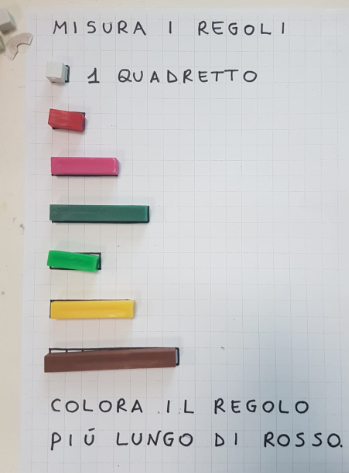 MISURA I REGOLI
1 QUADRETTO
COLORA IL REGOLO
PIÚ LUNGO DI ROSSO.